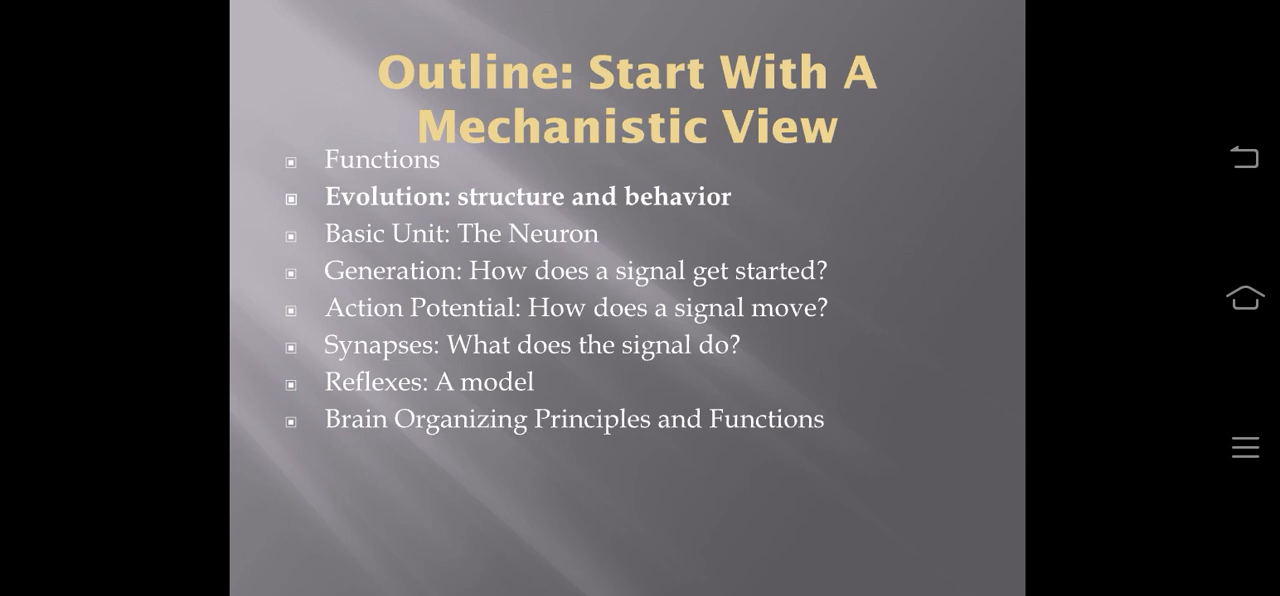 Outline: Start With A
Mechanistic View
Functions
Evolution: structure and behavior
Basic Unit: The Neuron
Generation: How does a signal get started?
Action Potential: How does a signal move?
Synapses: What does the signal do?
Reflexes: A model
Brain Organizing Principles and Functions